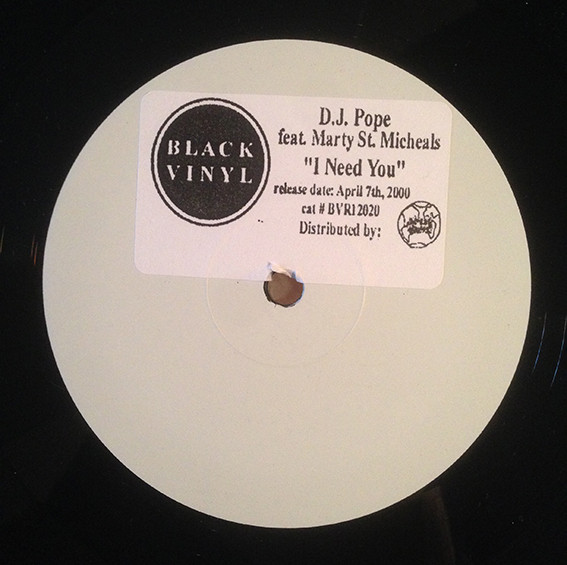 BLACK
VINYL
D.J. Pope
feat. Marty St. Micheals
"I Need You"
release date: April 7th, 2000
cat # BVR12020
Distributed by: